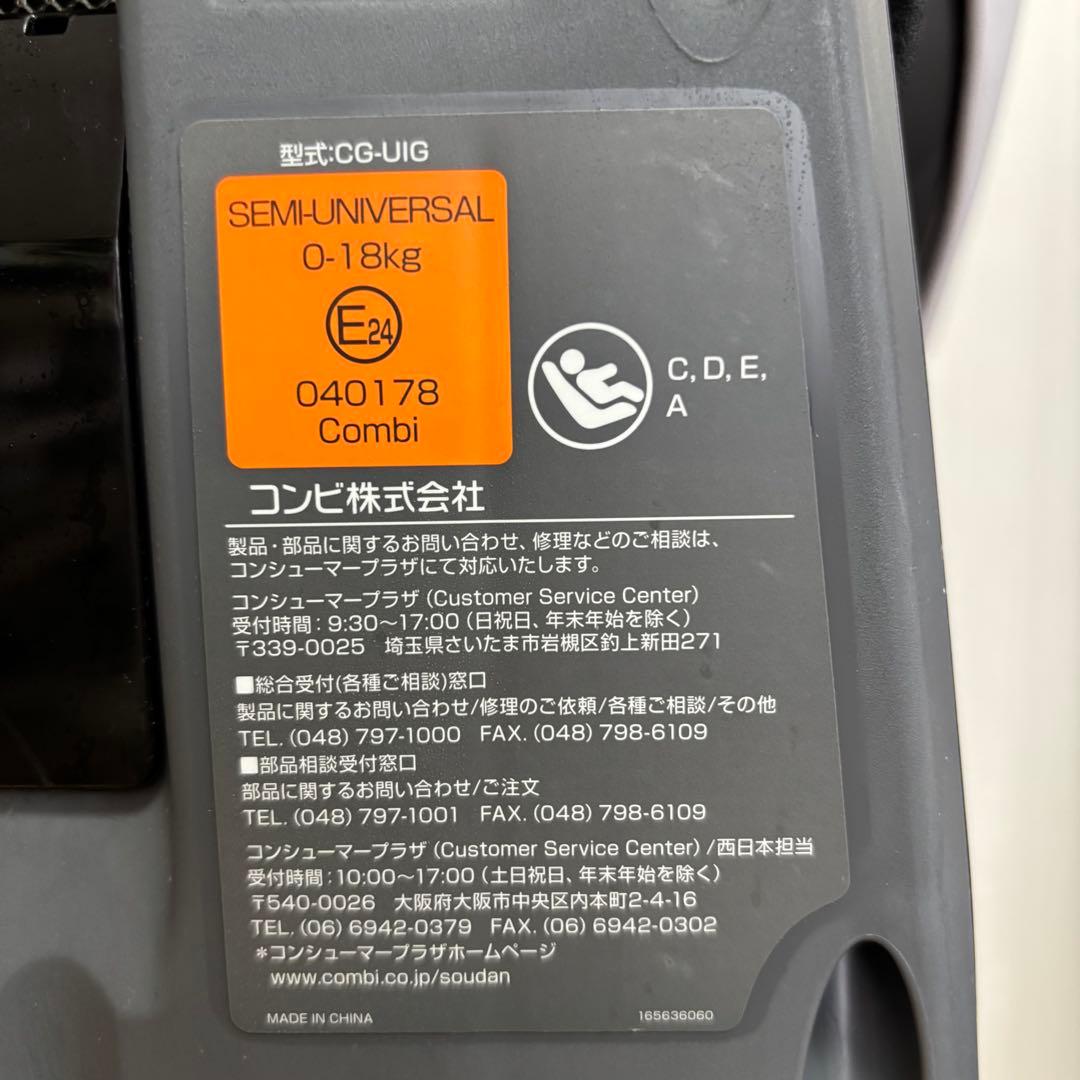 型式:CG-UIG
SEMI-UNIVERSAL
0-18kg
E24
040178
Combi
C, D, E,
A
コンビ株式会社
製品・部品に関するお問い合わせ、修理などのご相談は、
コンシューマープラザにて対応いたします。
コンシューマープラザ (Customer Service Center)
受付時間：9:30〜17:00 (日祝日、年末年始を除く)
〒339-0025 埼玉県さいたま市岩槻区釣上新田271
■総合受付(各種ご相談)窓口
製品に関するお問い合わせ/修理のご依頼/各種ご相談/その他
TEL. (048) 797-1000 FAX. (048) 798-6109
■部品相談受付窓口
部品に関するお問い合わせ/ご注文
TEL. (048) 797-1001 FAX. (048) 798-6109
コンシューマープラザ (Customer Service Center) /西日本担当
受付時間：10:00〜17:00 (土日祝日、年末年始を除く)
〒540-0026 大阪府大阪市中央区内本町2-4-16
TEL. (06) 6942-0379 FAX. (06) 6942-0302
＊コンシューマープラザホームページ
www.combi.co.jp/soudan
MADE IN CHINA 165636060